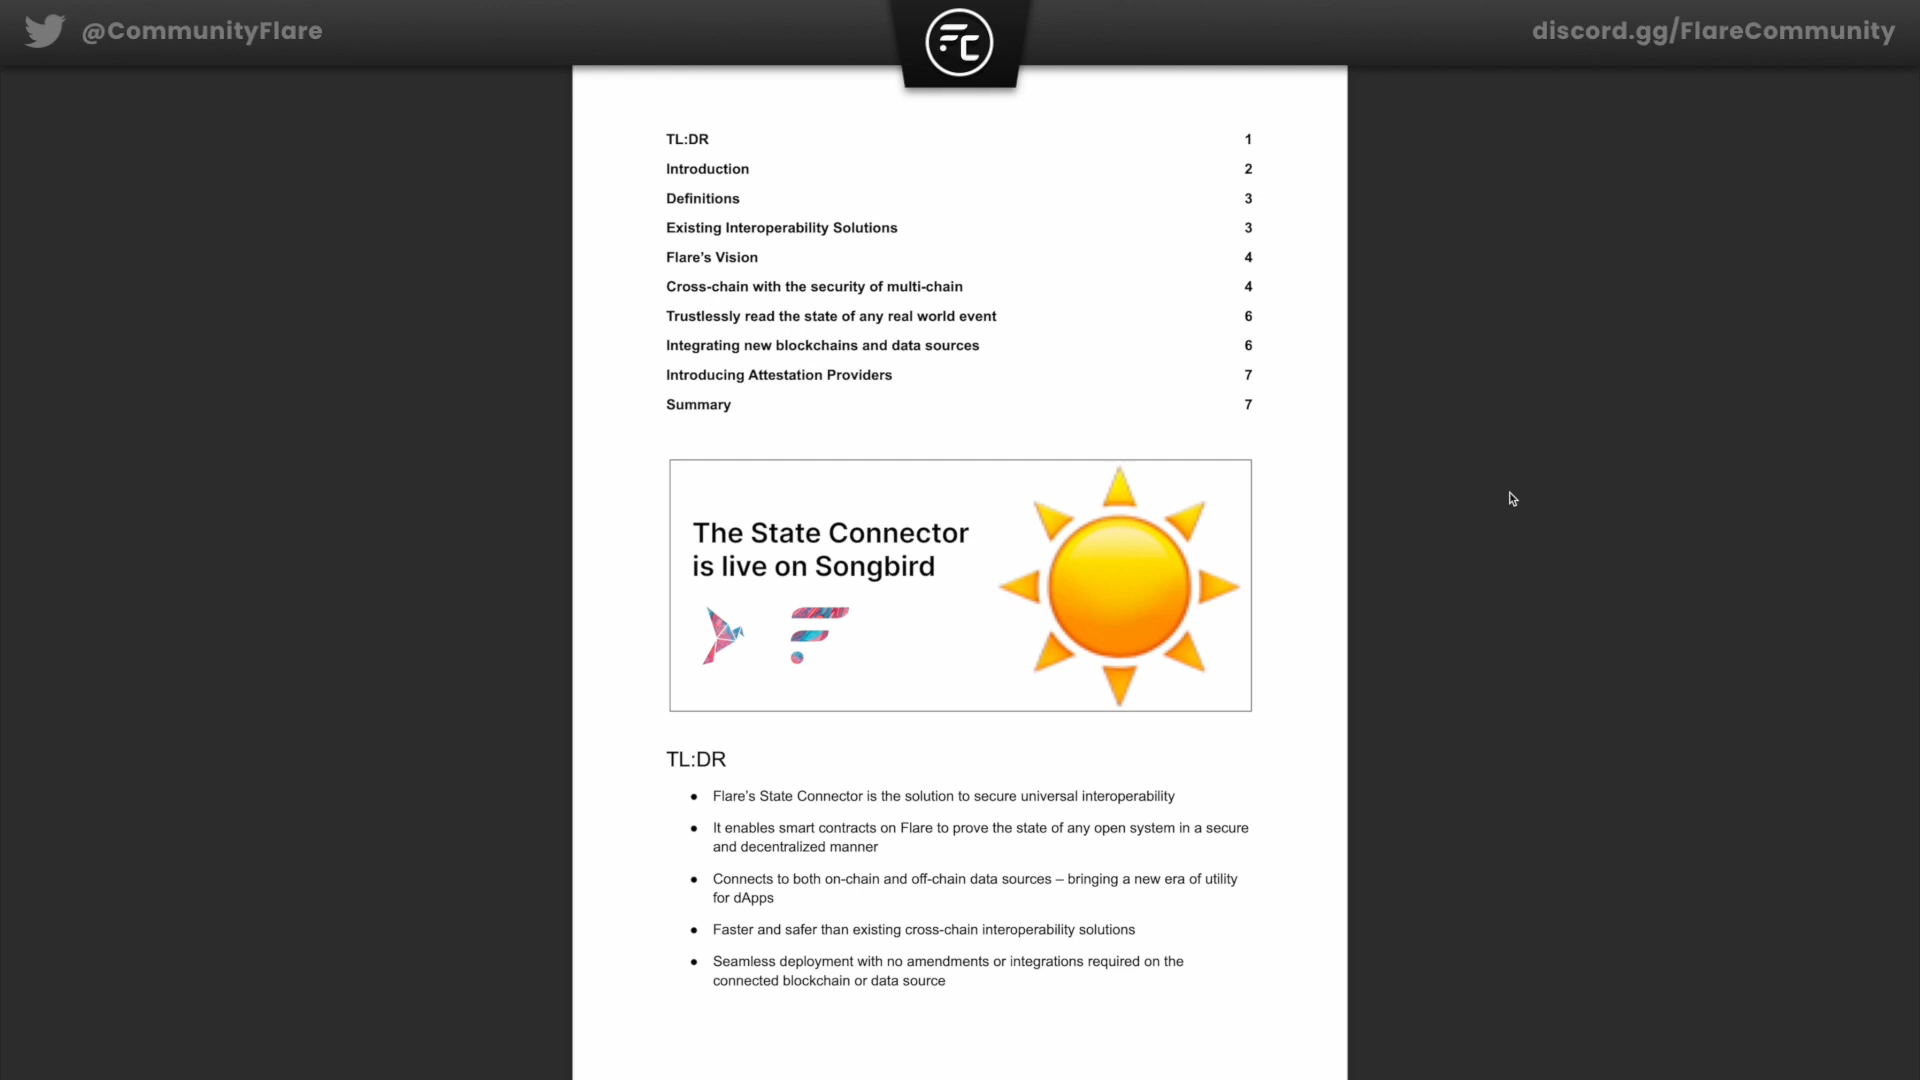 @CommunityFlare
FC
discord.gg/FlareCommunity
TL:DR 1
Introduction 2
Definitions 3
Existing Interoperability Solutions 3
Flare’s Vision 4
Cross-chain with the security of multi-chain 4
Trustlessly read the state of any real world event 6
Integrating new blockchains and data sources 6
Introducing Attestation Providers 7
Summary 7
The State Connector
is live on Songbird
TL:DR
● Flare’s State Connector is the solution to secure universal interoperability
● It enables smart contracts on Flare to prove the state of any open system in a secure
and decentralized manner
● Connects to both on-chain and off-chain data sources – bringing a new era of utility
for dApps
● Faster and safer than existing cross-chain interoperability solutions
● Seamless deployment with no amendments or integrations required on the
connected blockchain or data source